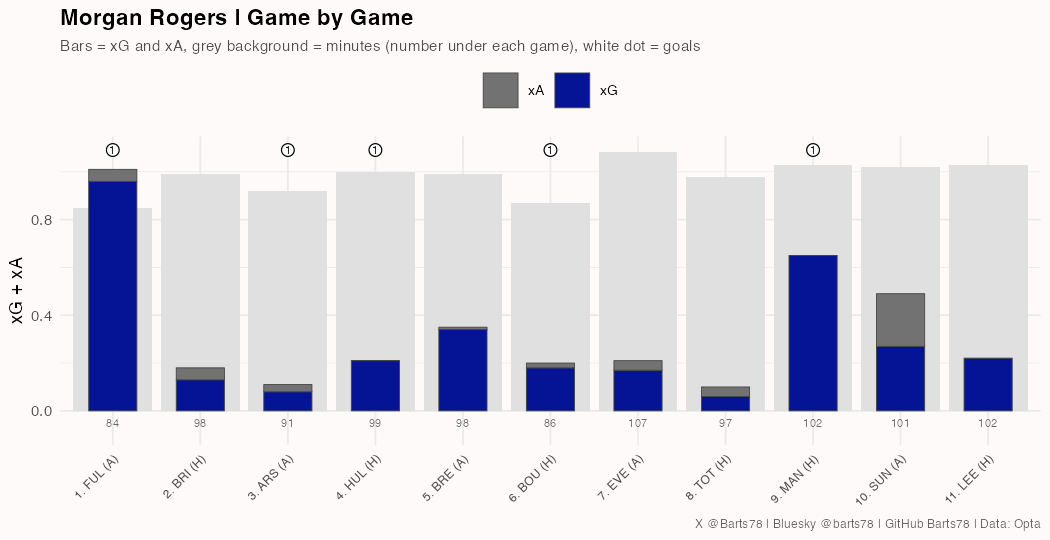 Morgan Rogers | Game by Game
Bars = xG and xA, grey background = minutes (number under each game), white dot = goals
xA xG
1 1 1 1 1
xG + xA
0.8
0.4
0.0
84 98 91 99 98 86 107 97 102 101 102
1. FUL (A) 2. BRI (H) 3. ARS (A) 4. HUL (H) 5. BRE (A) 6. BOU (H) 7. EVE (A) 8. TOT (H) 9. MAN (H) 10. SUN (A) 11. LEE (H)
X @Barts78 | Bluesky @barts78 | GitHub Barts78 | Data: Opta